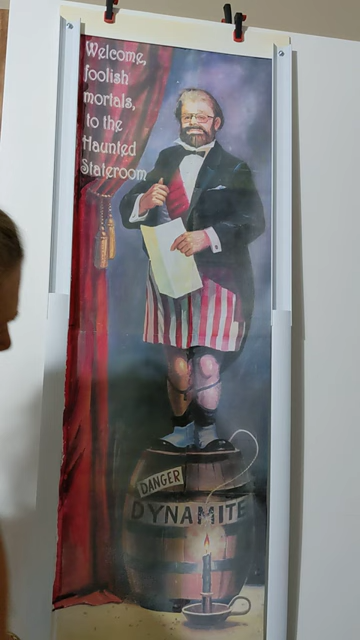 Welcome,
foolish
mortals,
to the
Haunted
Stateroom
DANGER
DYNAMITE